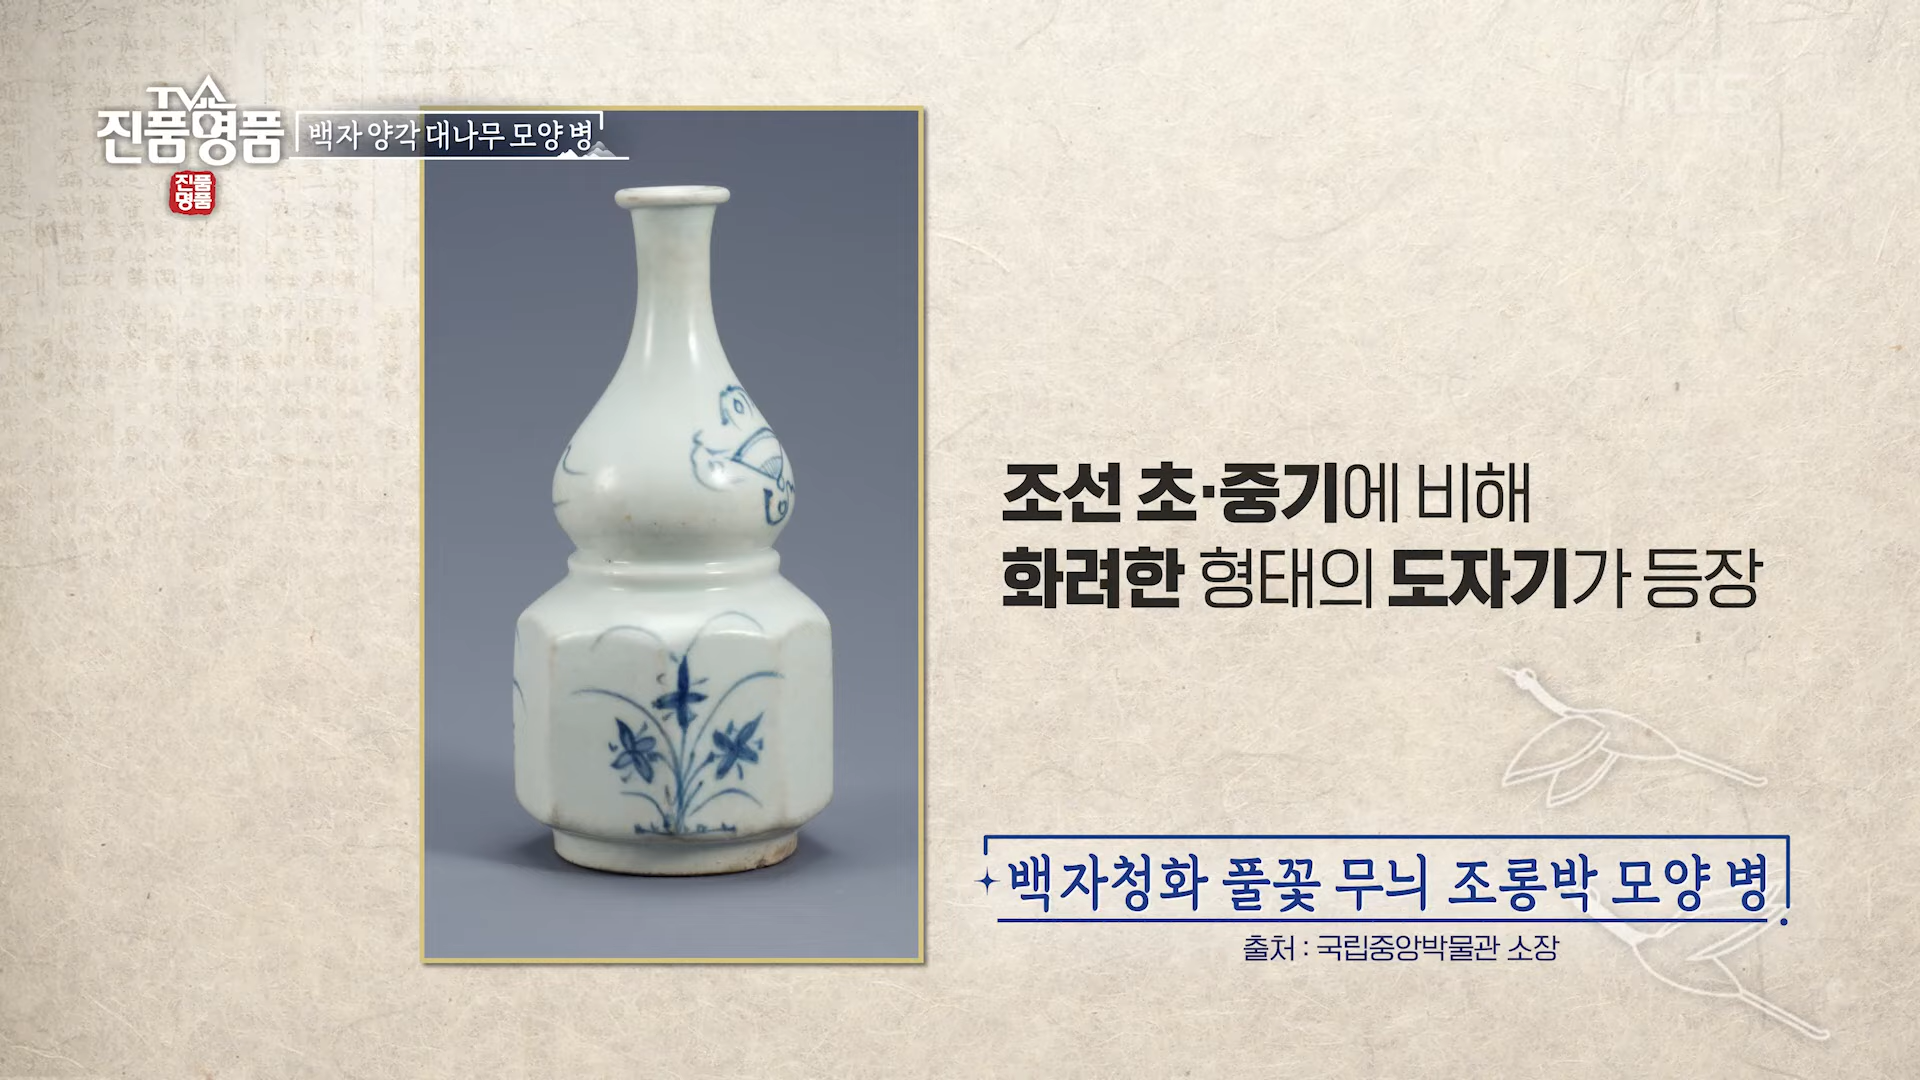 TV쇼
진품명품
진품
명품
백자 양각 대나무 모양 병
조선 초·중기에 비해
화려한 형태의 도자기가 등장
백자청화 풀꽃 무늬 조롱박 모양 병
출처 : 국립중앙박물관 소장